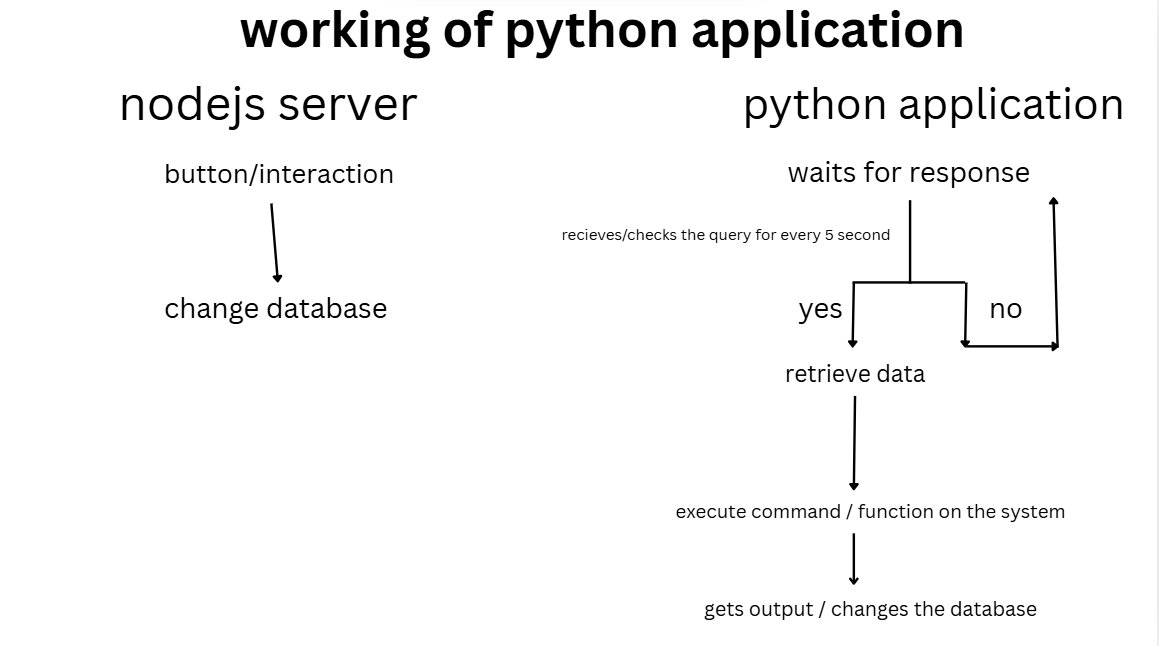 working of python application
nodejs server
python application
button/interaction
waits for response
recieves/checks the query for every 5 second
change database
yes
no
retrieve data
execute command / function on the system
gets output / changes the database